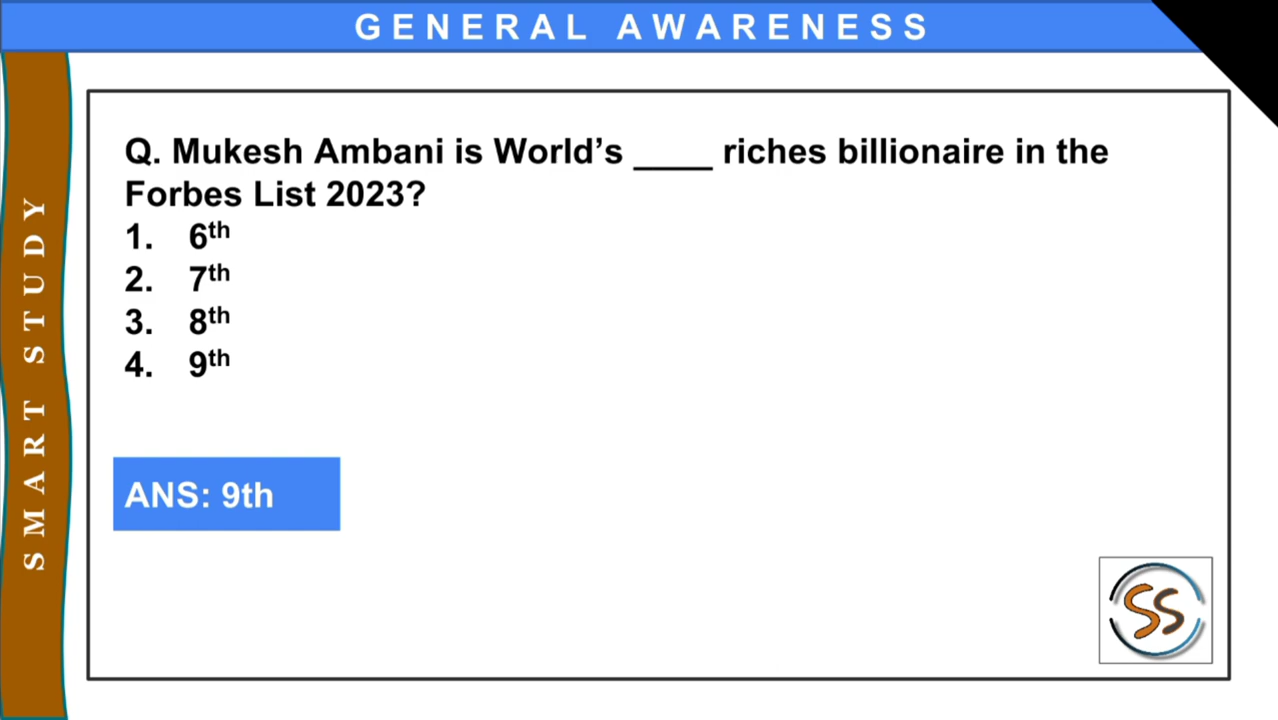 GENERAL AWARENESS
SMART STUDY
Q. Mukesh Ambani is World’s ____ riches billionaire in the
Forbes List 2023?
1. 6th
2. 7th
3. 8th
4. 9th
ANS: 9th
SS